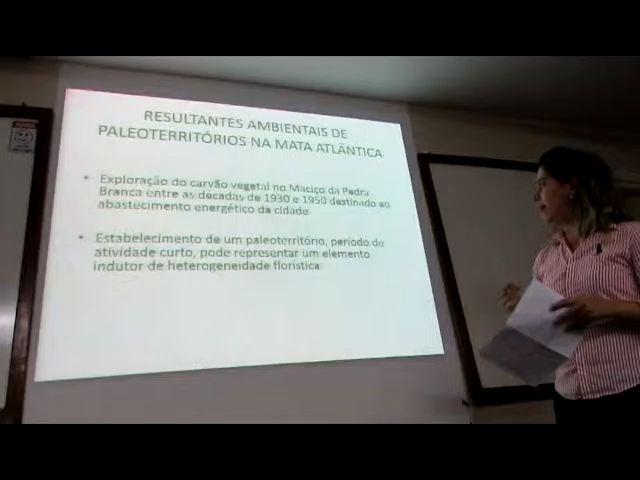 RESULTANTES AMBIENTAIS DE
PALEOTERRITÓRIOS NA MATA ATLÂNTICA
• Exploração do carvão vegetal no Maciço da Pedra
Branca entre as décadas de 1930 e 1950 destinado ao
abastecimento energético da cidade
• Estabelecimento de um paleoterritório, período de
atividade curto, pode representar um elemento
indutor de heterogeneidade florística